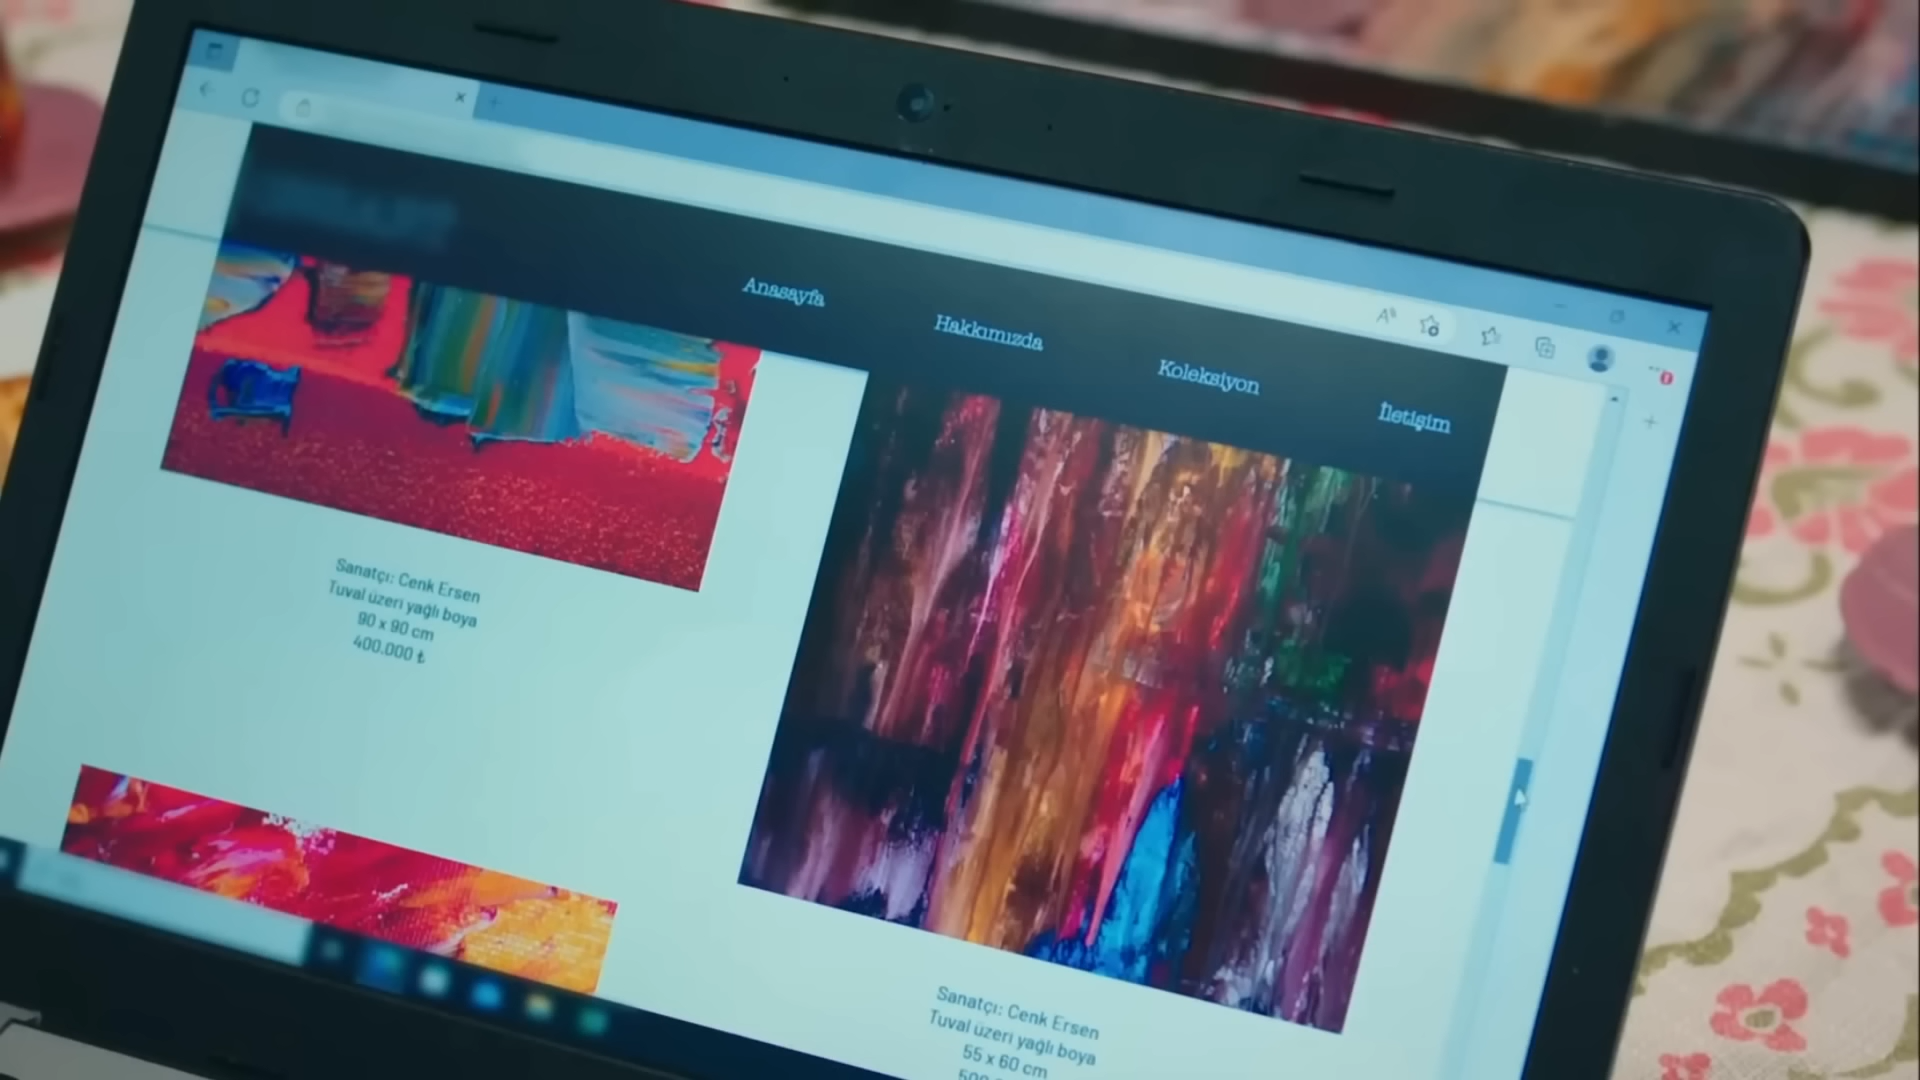 Anasayfa
Hakkımızda
Koleksiyon
İletişim
Sanatçı: Cenk Ersen
Tuval üzeri yağlı boya
90 x 90 cm
400.000 ₺
Sanatçı: Cenk Ersen
Tuval üzeri yağlı boya
55 x 60 cm